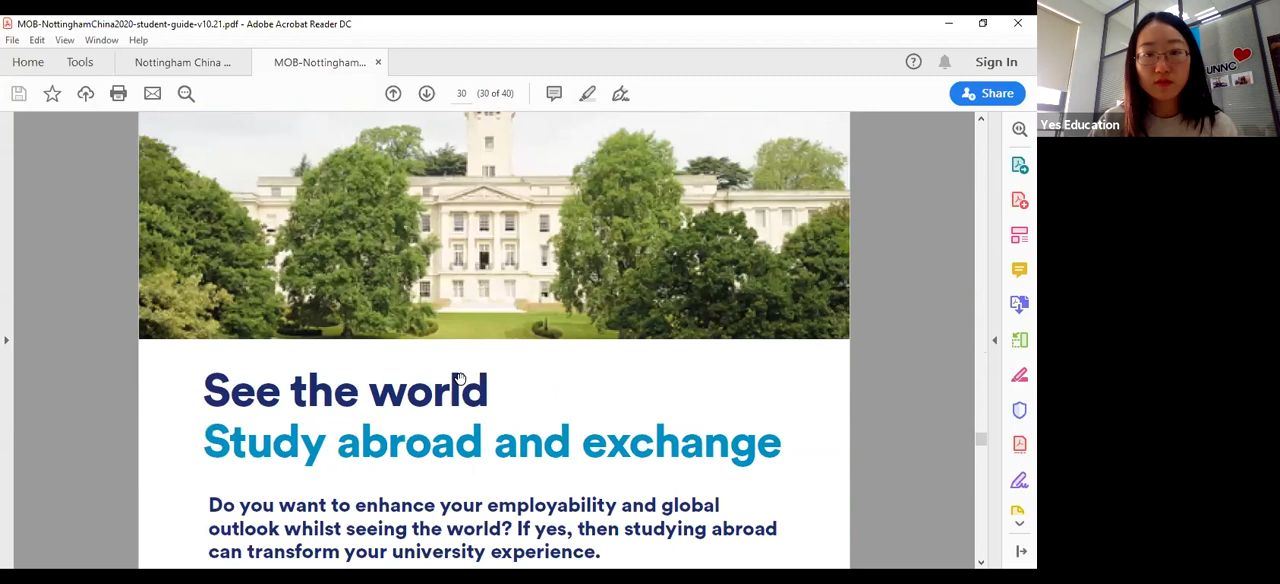 MOB-NottinghamChina2020-student-guide-v10.21.pdf - Adobe Acrobat Reader DC
File Edit View Window Help
Home Tools Nottingham China ... MOB-Nottingham... Sign In
30 (30 of 40) Share
UNNC
Yes Education
See the world
Study abroad and exchange
Do you want to enhance your employability and global
outlook whilst seeing the world? If yes, then studying abroad
can transform your university experience.